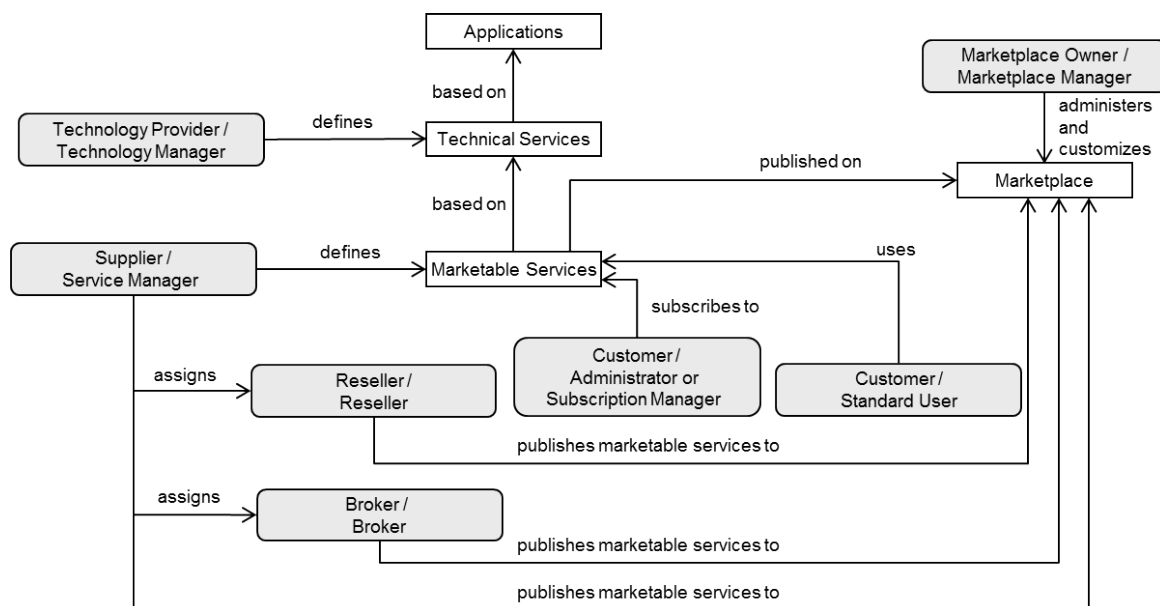 Applications
Marketplace Owner /
Marketplace Manager
based on
administers
and
customizes
Technology Provider /
Technology Manager
defines
Technical Services
published on
Marketplace
based on
Supplier /
Service Manager
defines
Marketable Services
uses
subscribes to
Customer /
Administrator or
Subscription Manager
Customer /
Standard User
assigns
Reseller /
Reseller
publishes marketable services to
assigns
Broker /
Broker
publishes marketable services to
publishes marketable services to